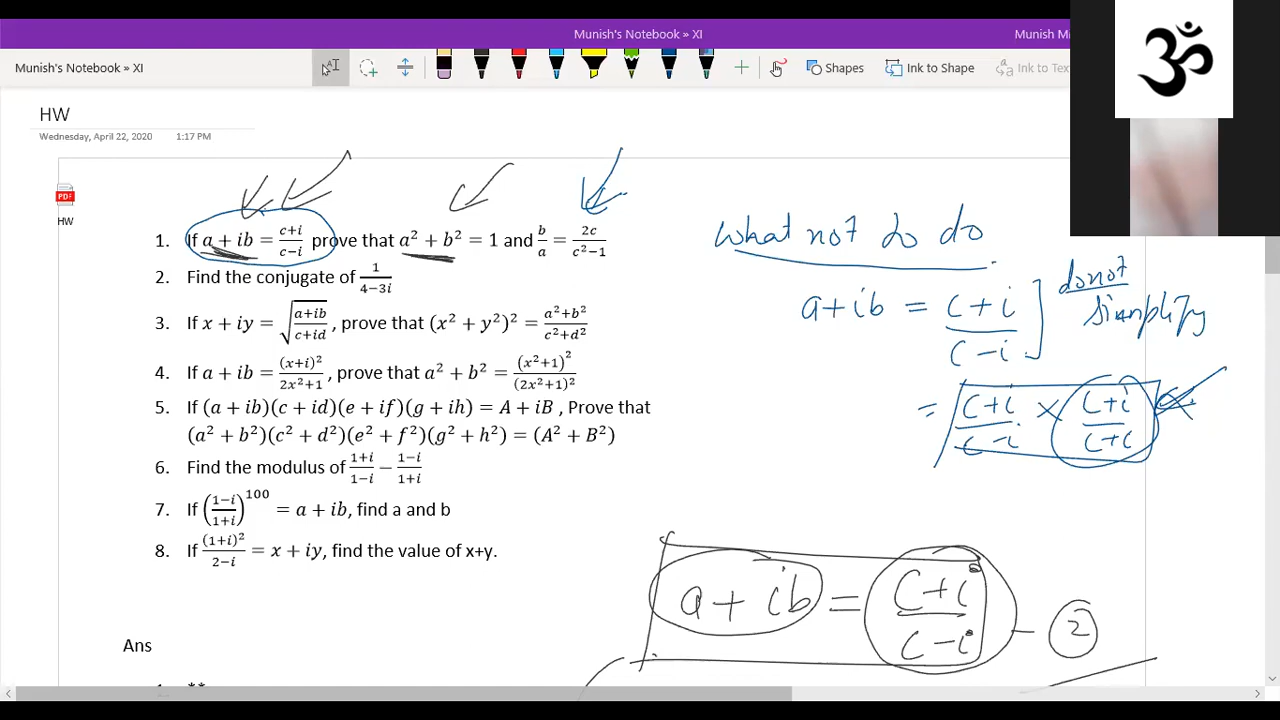 Munish's Notebook » XI
Munish's Notebook » XI
Shapes
Ink to Shape
Ink to Tex
ॐ
HW
Wednesday, April 22, 2020 1:17 PM
HW
1. If a + ib = (c+i)/(c−i) prove that a² + b² = 1 and b/a = 2c/(c²−1)
2. Find the conjugate of 1/(4−3i)
3. If x + iy = √((a+ib)/(c+id)), prove that (x² + y²)² = (a²+b²)/(c²+d²)
4. If a + ib = (x+i)²/(2x²+1), prove that a² + b² = (x²+1)²/(2x²+1)²
5. If (a + ib)(c + id)(e + if)(g + ih) = A + iB , Prove that
(a² + b²)(c² + d²)(e² + f²)(g² + h²) = (A² + B²)
6. Find the modulus of (1+i)/(1−i) − (1−i)/(1+i)
7. If ((1−i)/(1+i))¹⁰⁰ = a + ib, find a and b
8. If (1+i)²/(2−i) = x + iy, find the value of x+y.
Ans
what not to do
a+ib = (c+i)/(c−i)
donot
simplify
= (c+i)/(c−i) × (c+i)/(c+i)
a + ib = (c+i)/(c−i) – 2